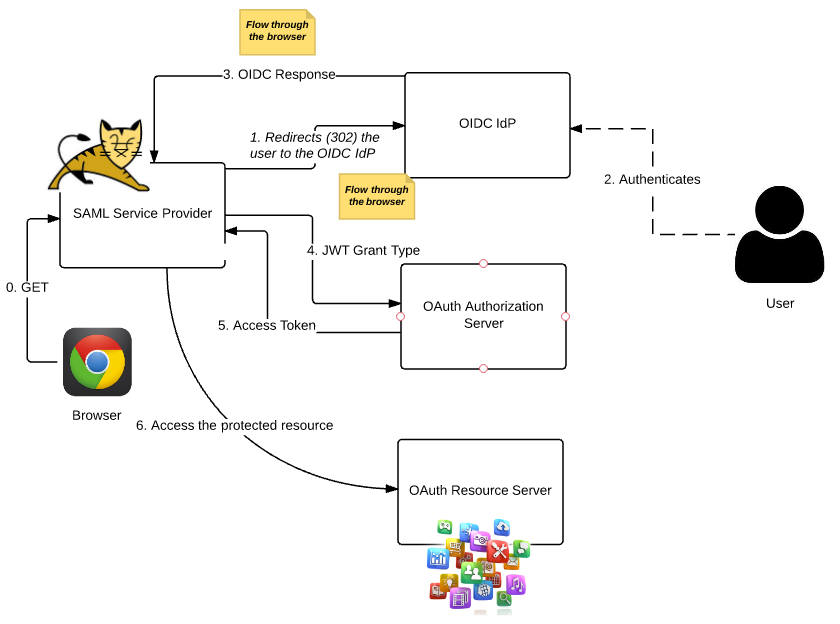 Flow through
the browser
3. OIDC Response
OIDC IdP
1. Redirects (302) the
user to the OIDC IdP
2. Authenticates
Flow through
the browser
SAML Service Provider
4. JWT Grant Type
0. GET
OAuth Authorization
Server
User
5. Access Token
Browser
6. Access the protected resource
OAuth Resource Server